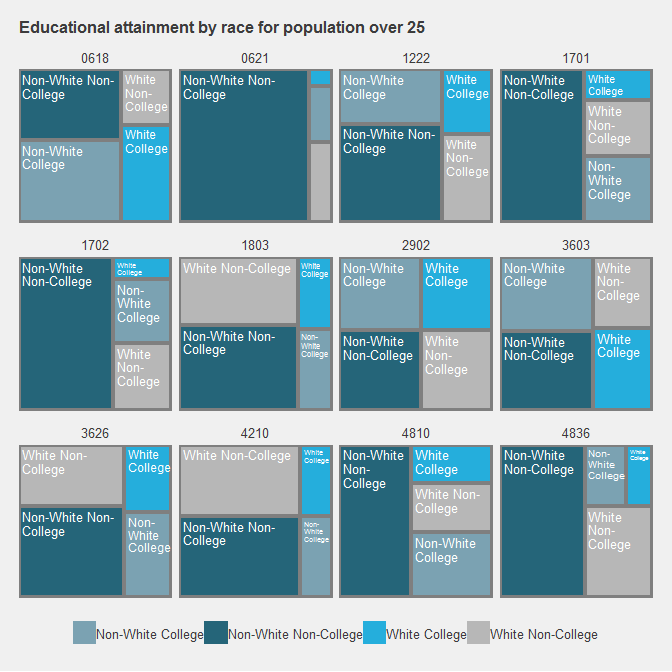 Educational attainment by race for population over 25
0618
0621
1222
1701
Non-White Non-
College
White
Non-
College
Non-White
College
White
College
Non-White Non-
College
Non-White
College
White
College
Non-White Non-
College
White
Non-
College
Non-White
Non-College
White
College
White
Non-
College
Non-
White
College
1702
1803
2902
3603
Non-White
Non-College
White
College
Non-
White
College
White
Non-
College
White Non-College
White
College
Non-White Non-
College
Non-
White
College
Non-White
College
White
College
Non-White
Non-College
White
Non-
College
Non-White
College
White
Non-
College
Non-White
Non-College
White
College
3626
4210
4810
4836
White Non-
College
White
College
Non-White Non-
College
Non-
White
College
White Non-College
White
College
Non-White Non-
College
Non-
White
College
Non-White
Non-
College
White
College
White Non-
College
Non-White
College
Non-White
Non-College
Non-
White
College
White
College
White
Non-
College
Non-White College
Non-White Non-College
White College
White Non-College